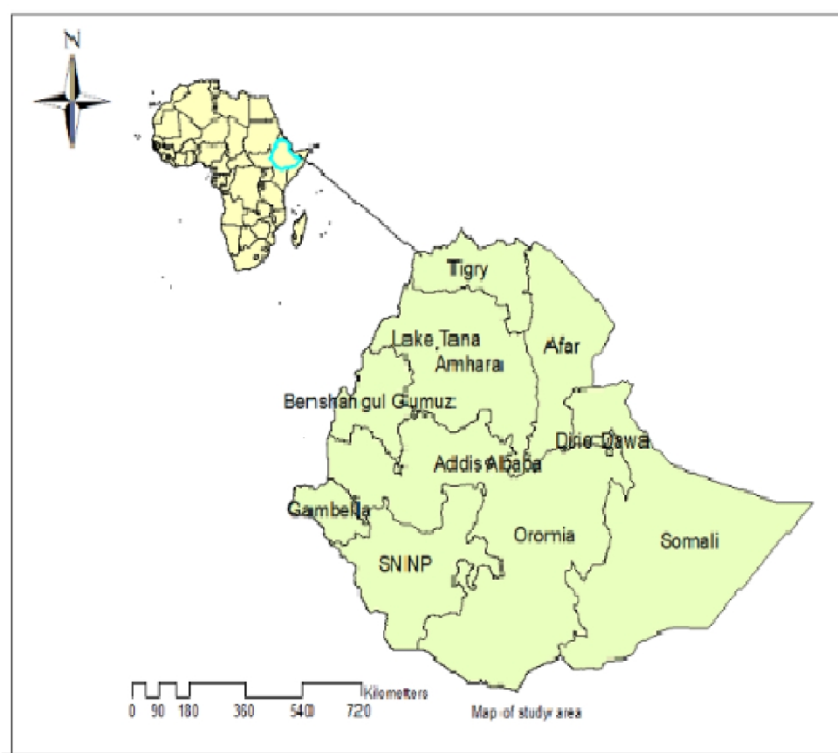 N
Tigry
Lake Tana
Afar
Amhara
Benshangul Gumuz
Dire Dawa
Addis Ababa
Gambella
Oromia
Somali
SNNP
Kilometters
0 90 180 360 540 720
Map of study area